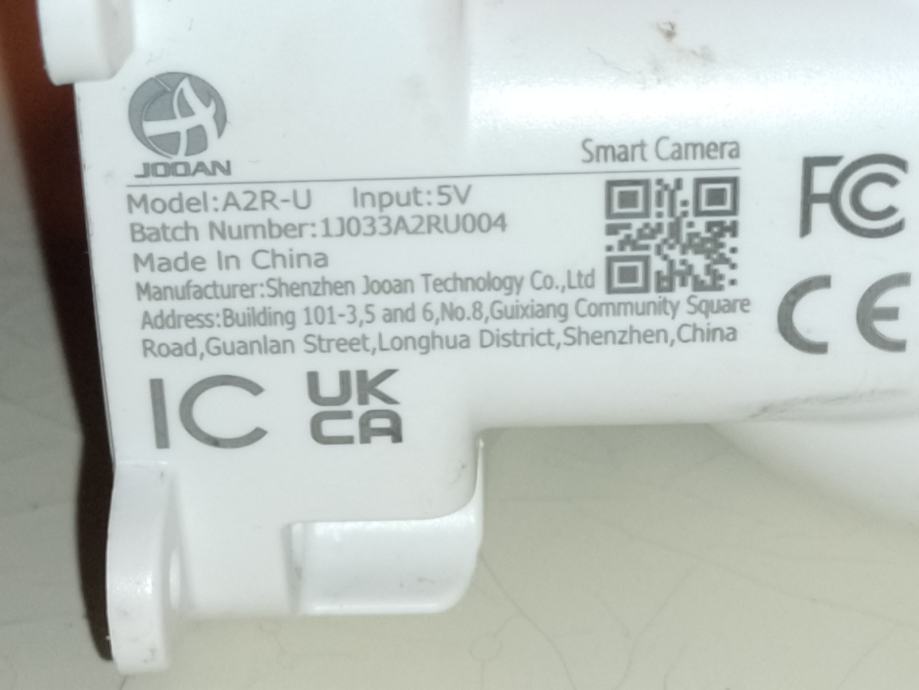 JOOAN
Smart Camera
Model:A2R-U Input:5V
Batch Number:1J033A2RU004
Made In China
Manufacturer:Shenzhen Jooan Technology Co.,Ltd
Address:Building 101-3,5 and 6,No.8,Guixiang Community Square
Road,Guanlan Street,Longhua District,Shenzhen,China
FC
CE
IC
UK
CA